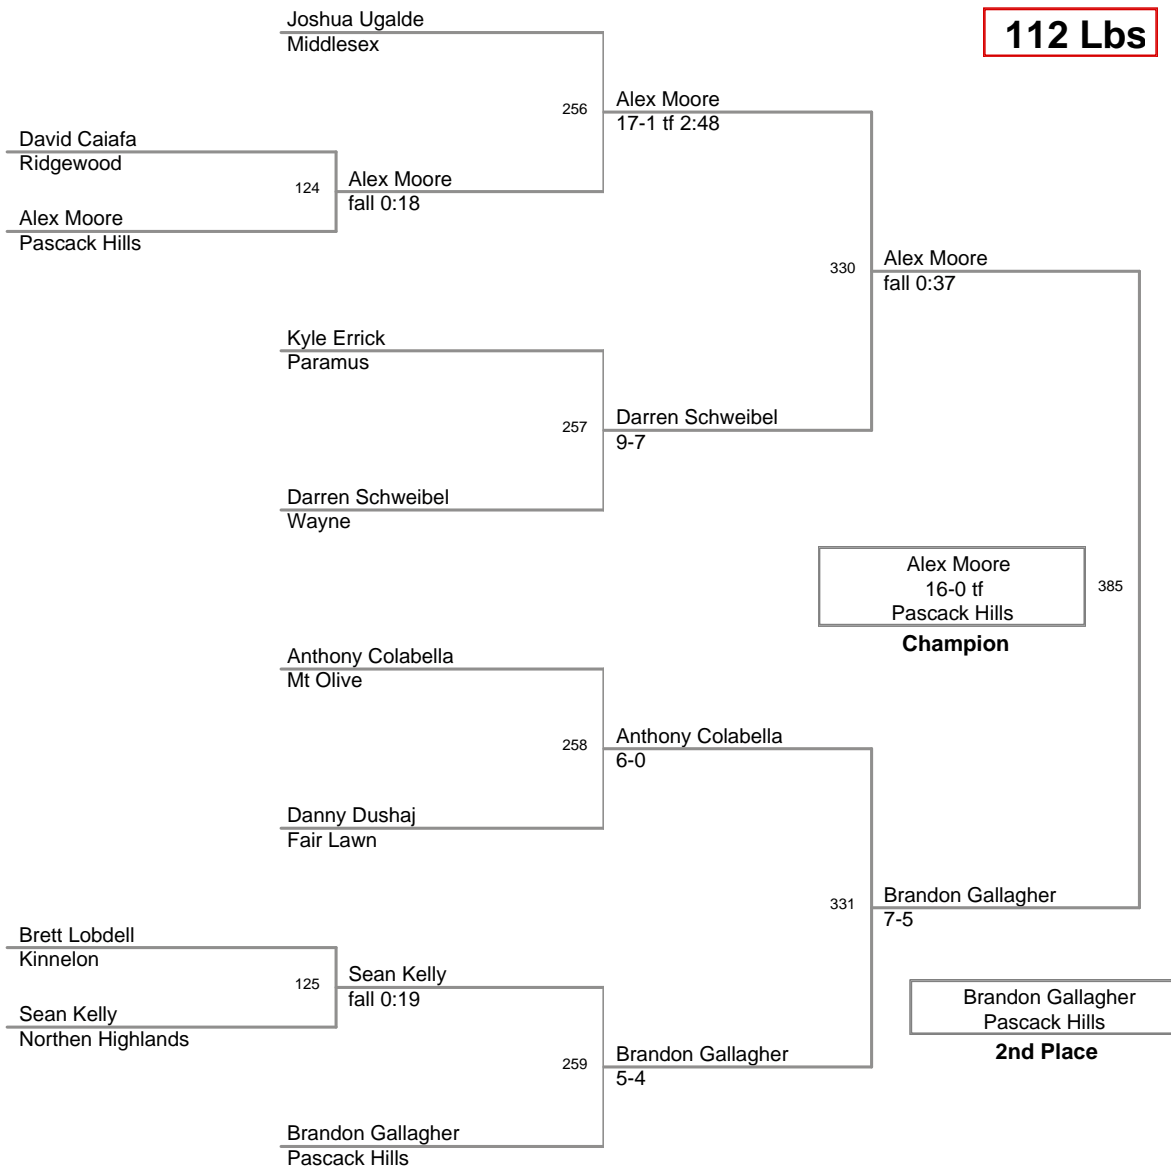 Joshua Ugalde
Middlesex
112 Lbs
256
Alex Moore
17-1 tf 2:48
David Caiafa
Ridgewood
124
Alex Moore
fall 0:18
Alex Moore
Pascack Hills
330
Alex Moore
fall 0:37
Kyle Errick
Paramus
257
Darren Schweibel
9-7
Darren Schweibel
Wayne
Alex Moore
16-0 tf
Pascack Hills
385
Champion
Anthony Colabella
Mt Olive
258
Anthony Colabella
6-0
Danny Dushaj
Fair Lawn
331
Brandon Gallagher
7-5
Brett Lobdell
Kinnelon
125
Sean Kelly
fall 0:19
Sean Kelly
Northen Highlands
Brandon Gallagher
Pascack Hills
2nd Place
259
Brandon Gallagher
5-4
Brandon Gallagher
Pascack Hills